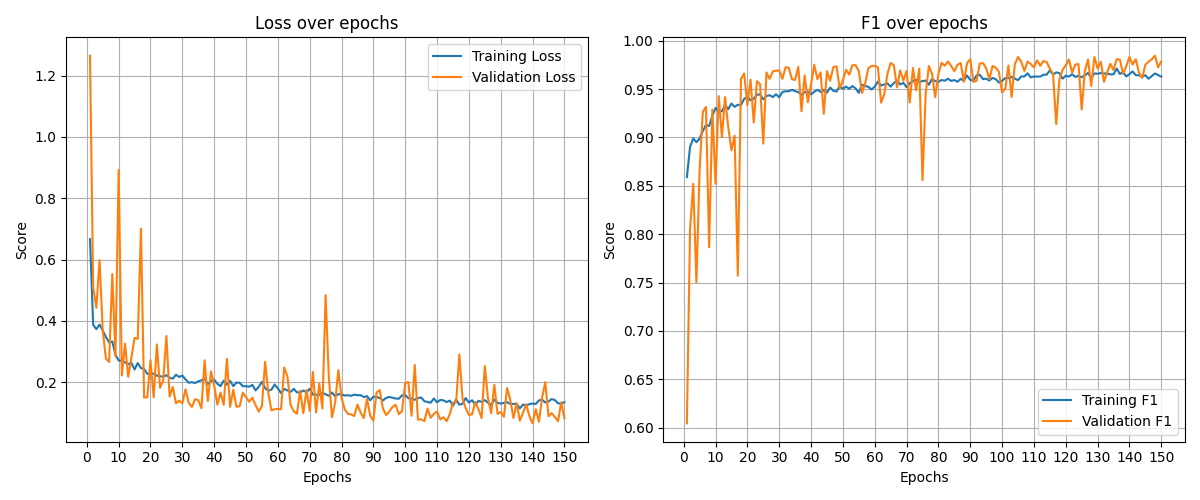 Loss over epochs
Training Loss
Validation Loss
1.2
1.0
0.8
0.6
0.4
0.2
Score
0 10 20 30 40 50 60 70 80 90 100 110 120 130 140 150
Epochs
F1 over epochs
1.00
0.95
0.90
0.85
0.80
0.75
0.70
0.65
0.60
Score
Training F1
Validation F1
0 10 20 30 40 50 60 70 80 90 100 110 120 130 140 150
Epochs